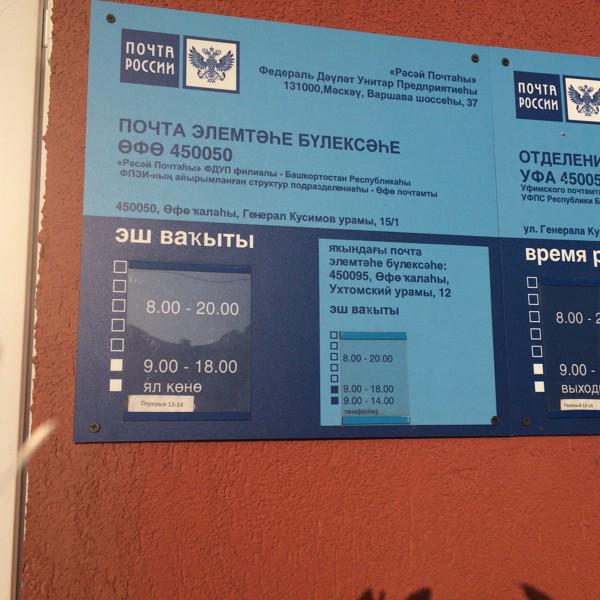 ПОЧТА
РОССИИ
«Рәсәй Почтаһы»
Федераль Дәүләт Унитар Предприятиеһы
131000,Мәскәү, Варшава шоссеһы, 37
ПОЧТА ЭЛЕМТӘҺЕ БҮЛЕКСӘҺЕ
ӨФӨ 450050
«Рәсәй Почтаһы» ФДУП филиалы - Башҡортостан Республикаһы
ФПЭИ-ның айырымланған структур подразделениеһы - Өфө почтамты
450050, Өфө ҡалаһы, Генерал Кусимов урамы, 15/1
эш ваҡыты
8.00 - 20.00
9.00 - 18.00
ял көнө
Перерыв 13-14
яҡындағы почта
элемтәһе бүлексәһе:
450095, Өфө ҡалаһы,
Ухтомский урамы, 12
эш ваҡыты
8.00 - 20.00
9.00 - 18.00
9.00 - 14.00
ПОЧТА
РОССИИ
ОТДЕЛЕНИ
УФА 45005
Уфимского почтамта
УФПС Республики Б
ул. Генерала Ку
время р
8.00 - 2
9.00 -
выход
Перерыв 13-14